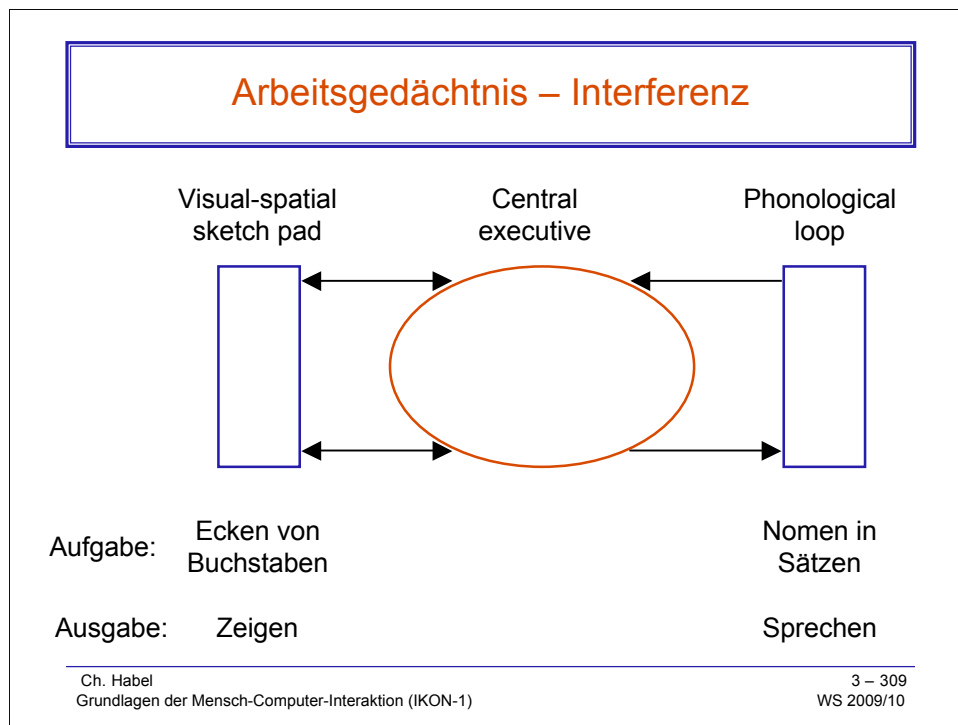 Arbeitsgedächtnis – Interferenz
Visual-spatial
sketch pad
Central
executive
Phonological
loop
Aufgabe:
Ecken von
Buchstaben
Nomen in
Sätzen
Ausgabe:
Zeigen
Sprechen
Ch. Habel
Grundlagen der Mensch-Computer-Interaktion (IKON-1)
3 – 309
WS 2009/10